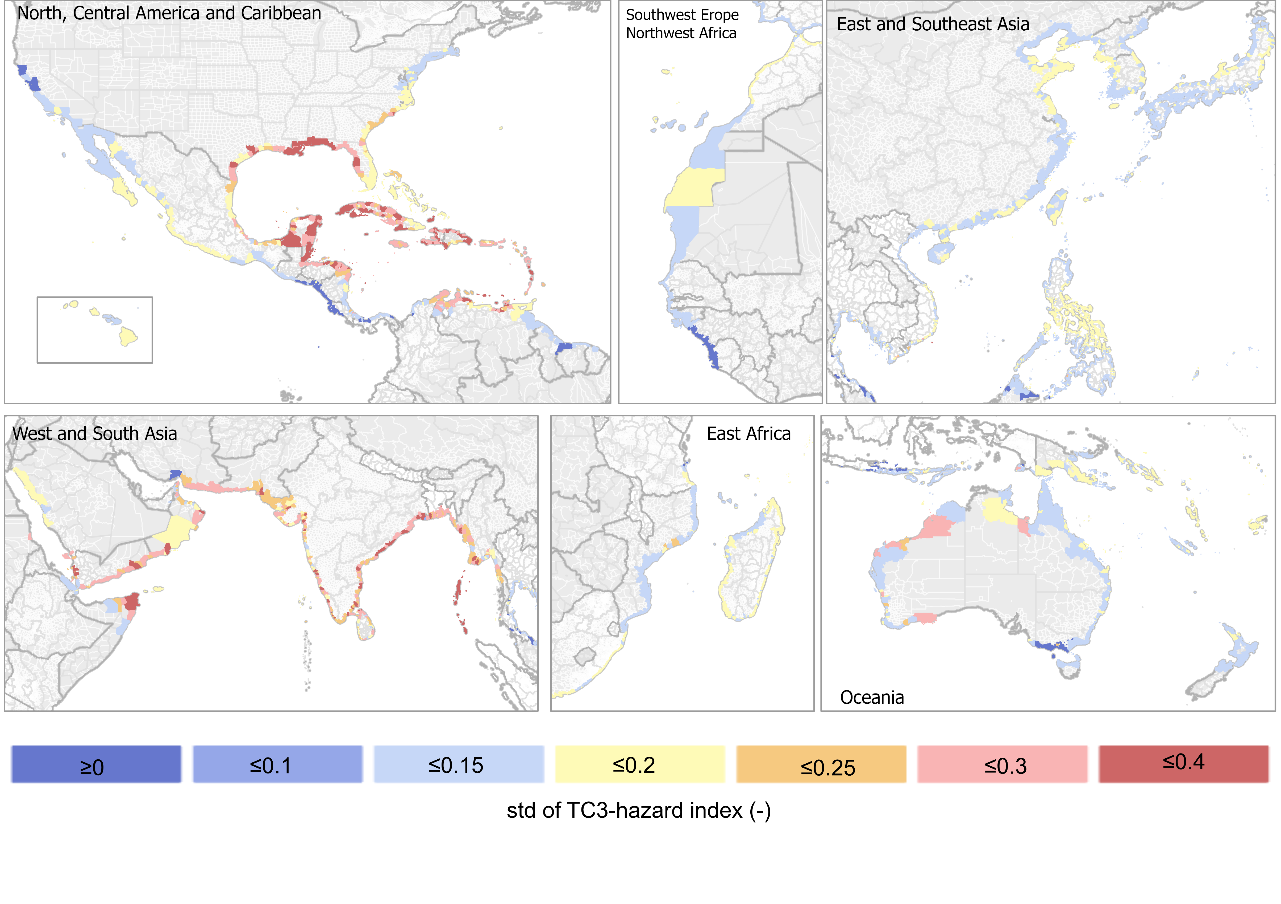 North, Central America and Caribbean
Southwest Erope
Northwest Africa
East and Southeast Asia
West and South Asia
East Africa
Oceania
≥0
≤0.1
≤0.15
≤0.2
≤0.25
≤0.3
≤0.4
std of TC3-hazard index (-)